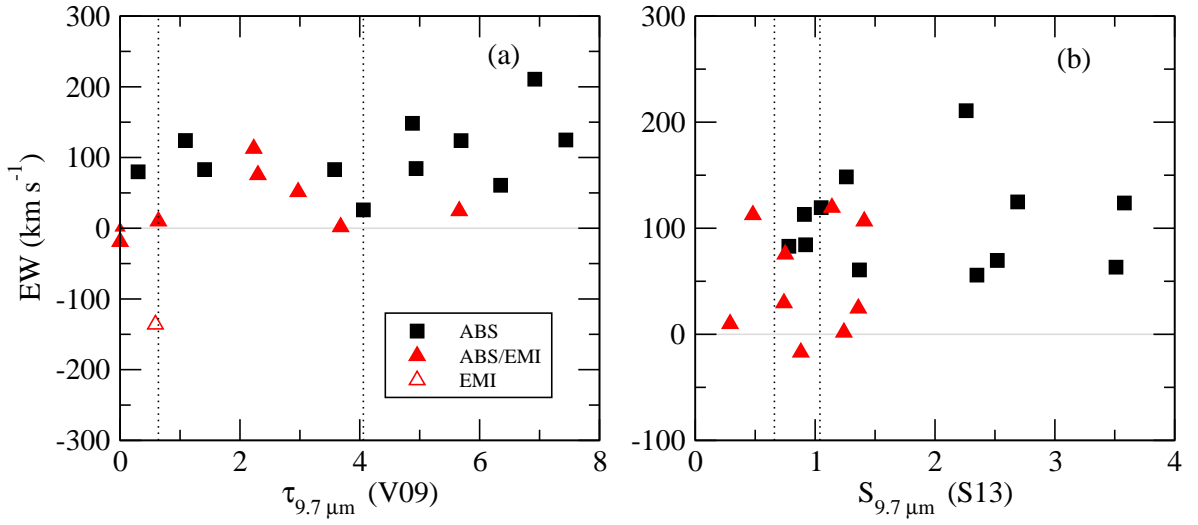 300
200
100
0
-100
-200
-300
EW (km s⁻¹)
(a)
ABS
ABS/EMI
EMI
0 2 4 6 8
τ9.7 μm (V09)
300
200
100
0
-100
(b)
0 1 2 3 4
S9.7 μm (S13)